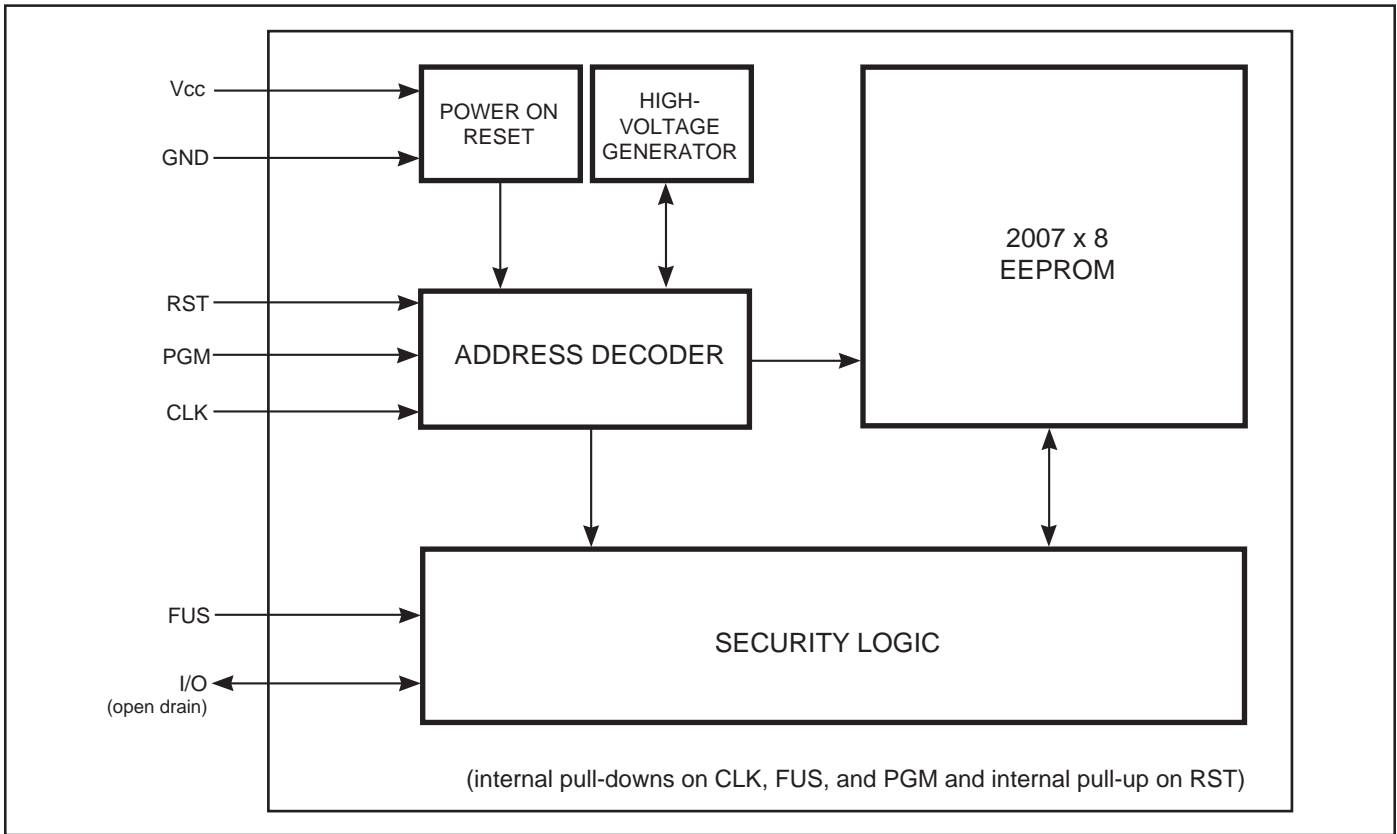 Vcc
GND
POWER ON
RESET
HIGH-
VOLTAGE
GENERATOR
2007 x 8
EEPROM
RST
PGM
CLK
ADDRESS DECODER
FUS
I/O
(open drain)
SECURITY LOGIC
(internal pull-downs on CLK, FUS, and PGM and internal pull-up on RST)